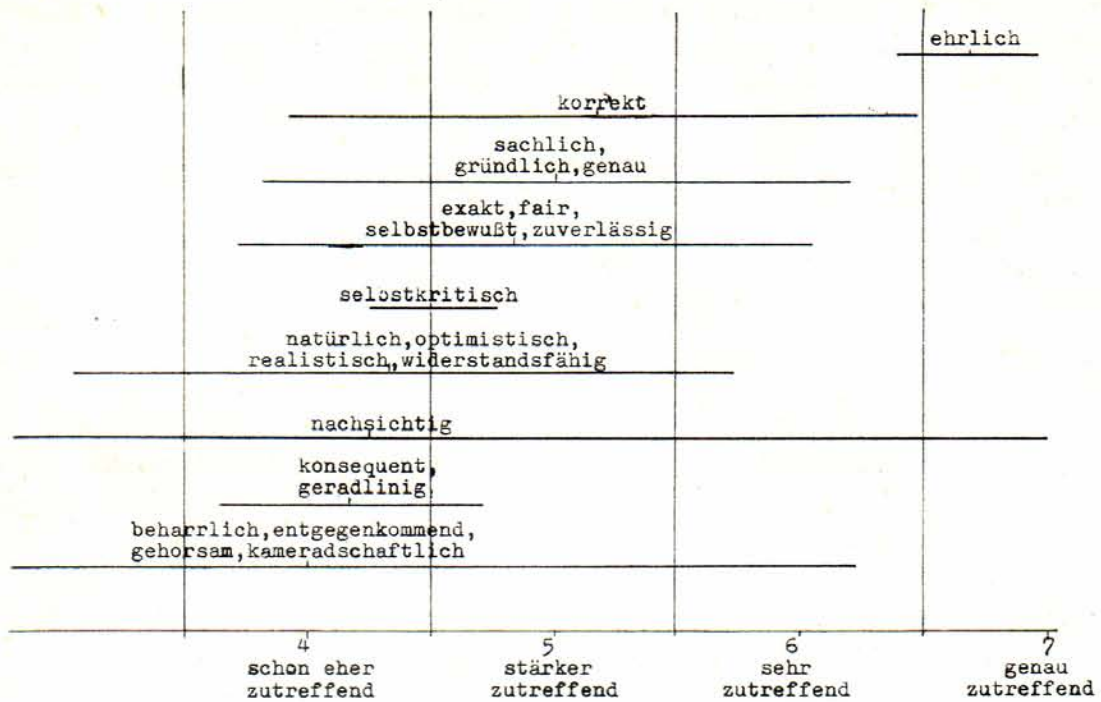 ehrlich
korrekt
sachlich,
gründlich,genau
exakt,fair,
selbstbewußt,zuverlässig
selbstkritisch
natürlich,optimistisch,
realistisch,widerstandsfähig
nachsichtig
konsequent,
geradlinig
beharrlich,entgegenkommend,
gehorsam,kameradschaftlich
4 5 6 7
schon eher stärker sehr genau
zutreffend zutreffend zutreffend zutreffend